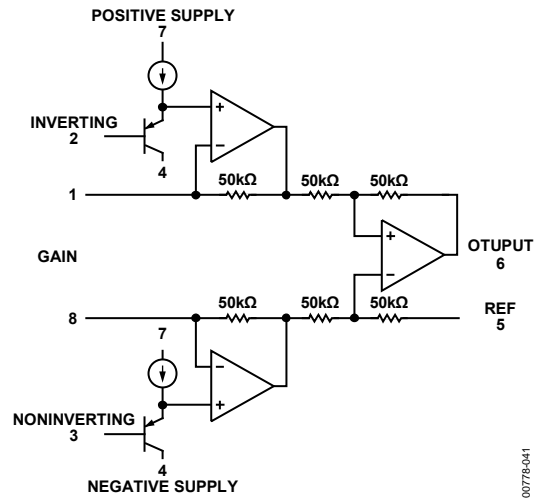 POSITIVE SUPPLY
7
+
INVERTING
2
−
4
50kΩ 50kΩ 50kΩ
1
+
OTUPUT
6
GAIN
−
50kΩ 50kΩ 50kΩ
8
REF
5
7
−
+
NONINVERTING
3
4
NEGATIVE SUPPLY
00778-041